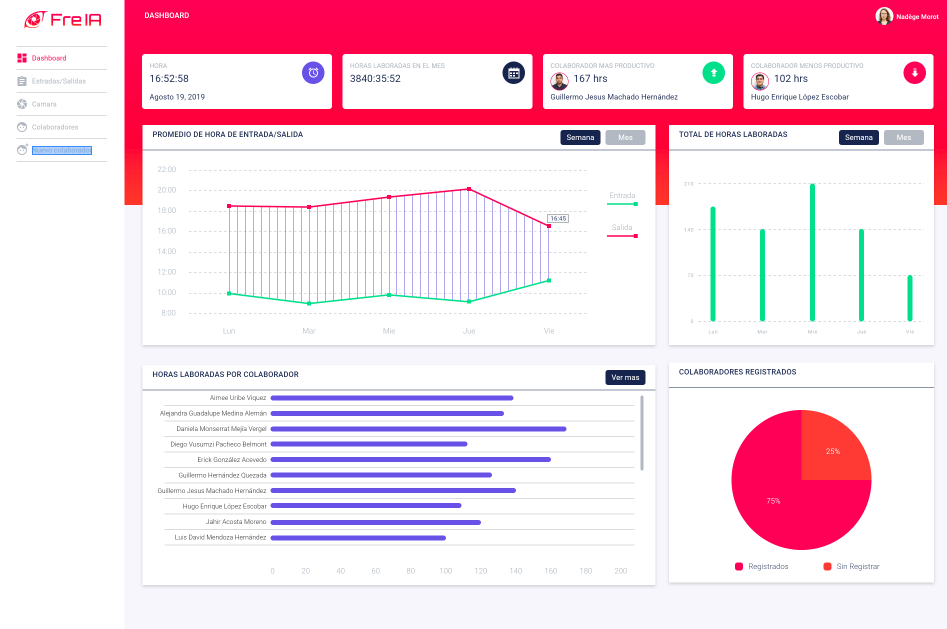 Fre IA
Dashboard
Estradas/Salidas
Camara
Colaboradores
Nuevo colaborador
DASHBOARD
Nadège Morot
HORA
16:52:58
Agosto 19, 2019
HORAS LABORADAS EN EL MES
3840:35:52
COLABORADOR MAS PRODUCTIVO
167 hrs
Guillermo Jesus Machado Hernández
COLABORADOR MENOS PRODUCTIVO
102 hrs
Hugo Enrique López Escobar
PROMEDIO DE HORA DE ENTRADA/SALIDA
Semana
Mes
22:00
20:00
18:00
16:00
14:00
12:00
10:00
8:00
Lun
Mar
Mie
Jue
Vie
16:45
Entrada
Salida
TOTAL DE HORAS LABORADAS
Semana
Mes
210
140
70
0
Lun
Mar
Mie
Jue
Vie
HORAS LABORADAS POR COLABORADOR
Ver mas
Aimee Uribe Viquez
Alejandra Guadalupe Medina Alemán
Daniela Monserrat Mejía Vergel
Diego Vusumzi Pacheco Belmont
Erick González Acevedo
Guillermo Hernández Quezada
Guillermo Jesus Machado Hernández
Hugo Enrique López Escobar
Jahir Acosta Moreno
Luis David Mendoza Hernández
0 20 40 60 80 100 120 140 160 180 200
COLABORADORES REGISTRADOS
25%
75%
Registrados
Sin Registrar